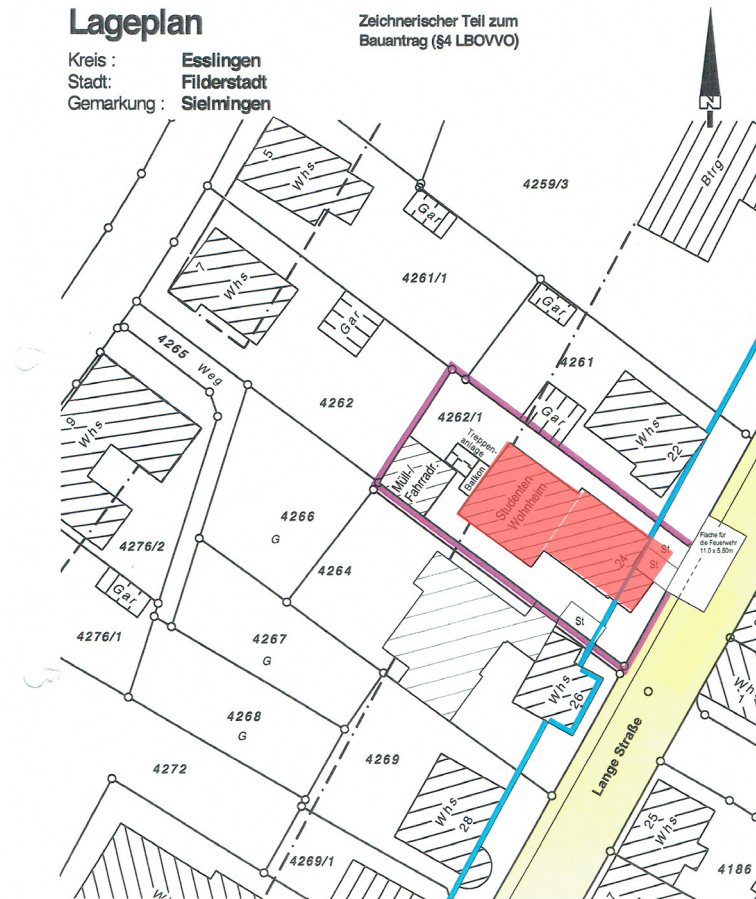 Lageplan
Zeichnerischer Teil zum
Bauantrag (§4 LBOVVO)
Kreis : Esslingen
Stadt: Filderstadt
Gemarkung : Sielmingen
N
5
Whs
Gar
4259/3
Btrg
7
Whs
Gar
4261/1
Gar
4265 Weg
4261
4262
4262/1
Gar
Whs
22
9
Whs
Treppen-
anlage
Balkon
Müll-/
Fahrradr.
Studenten
Wohnheim
24
St
St
Fläche für
die Feuerwehr
11.0 x 5.50m
4266
G
4276/2
4264
Gar
St
4276/1
4267
G
Whs
26
Whs
1
4268
G
Lange Straße
4269
4272
Whs
28
25
Whs
4269/1
4186